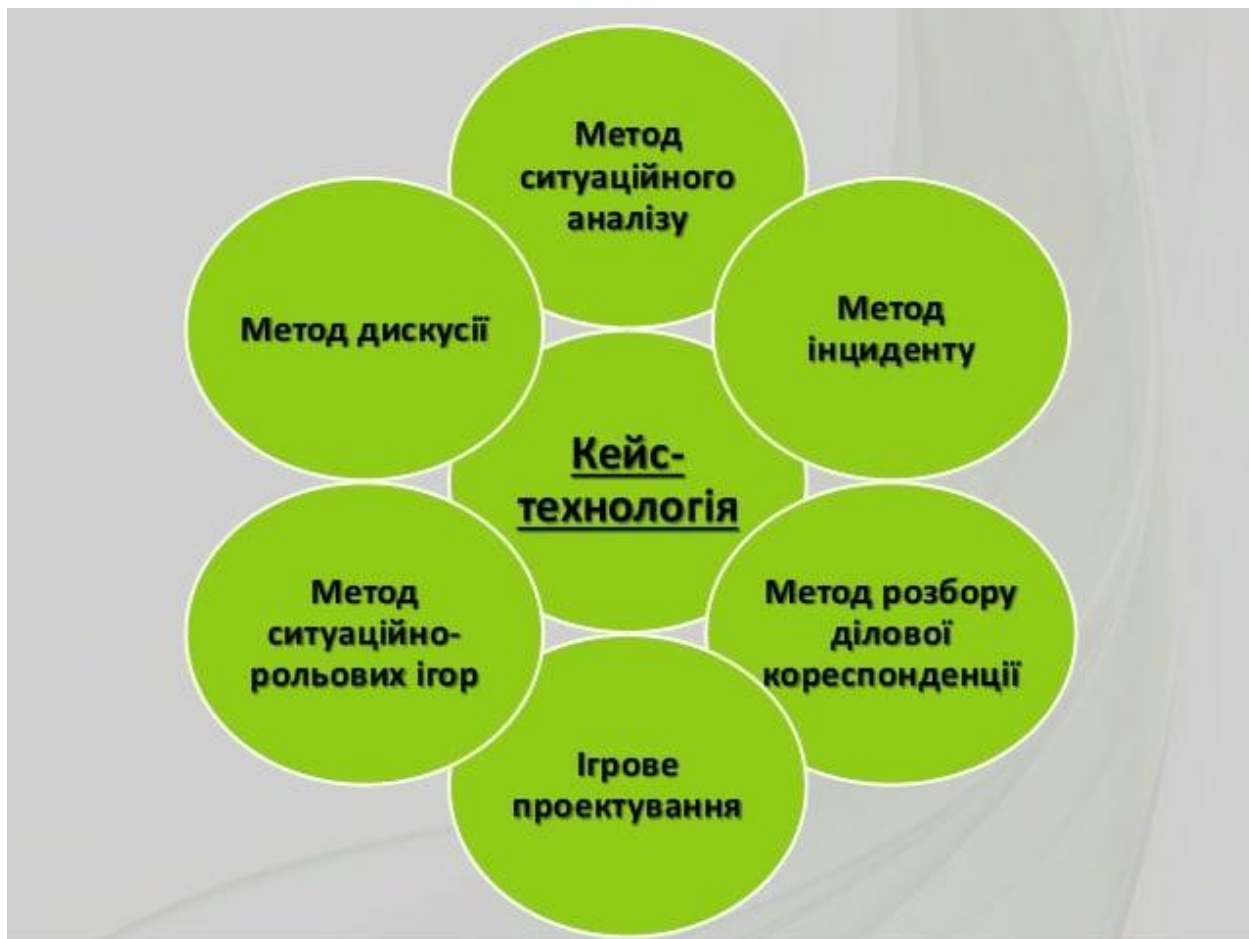 Метод
ситуаційного
аналізу
Метод дискусії
Метод
інциденту
Кейс-
технологія
Метод
ситуаційно-
рольових ігор
Метод розбору
ділової
кореспонденції
Ігрове
проектування